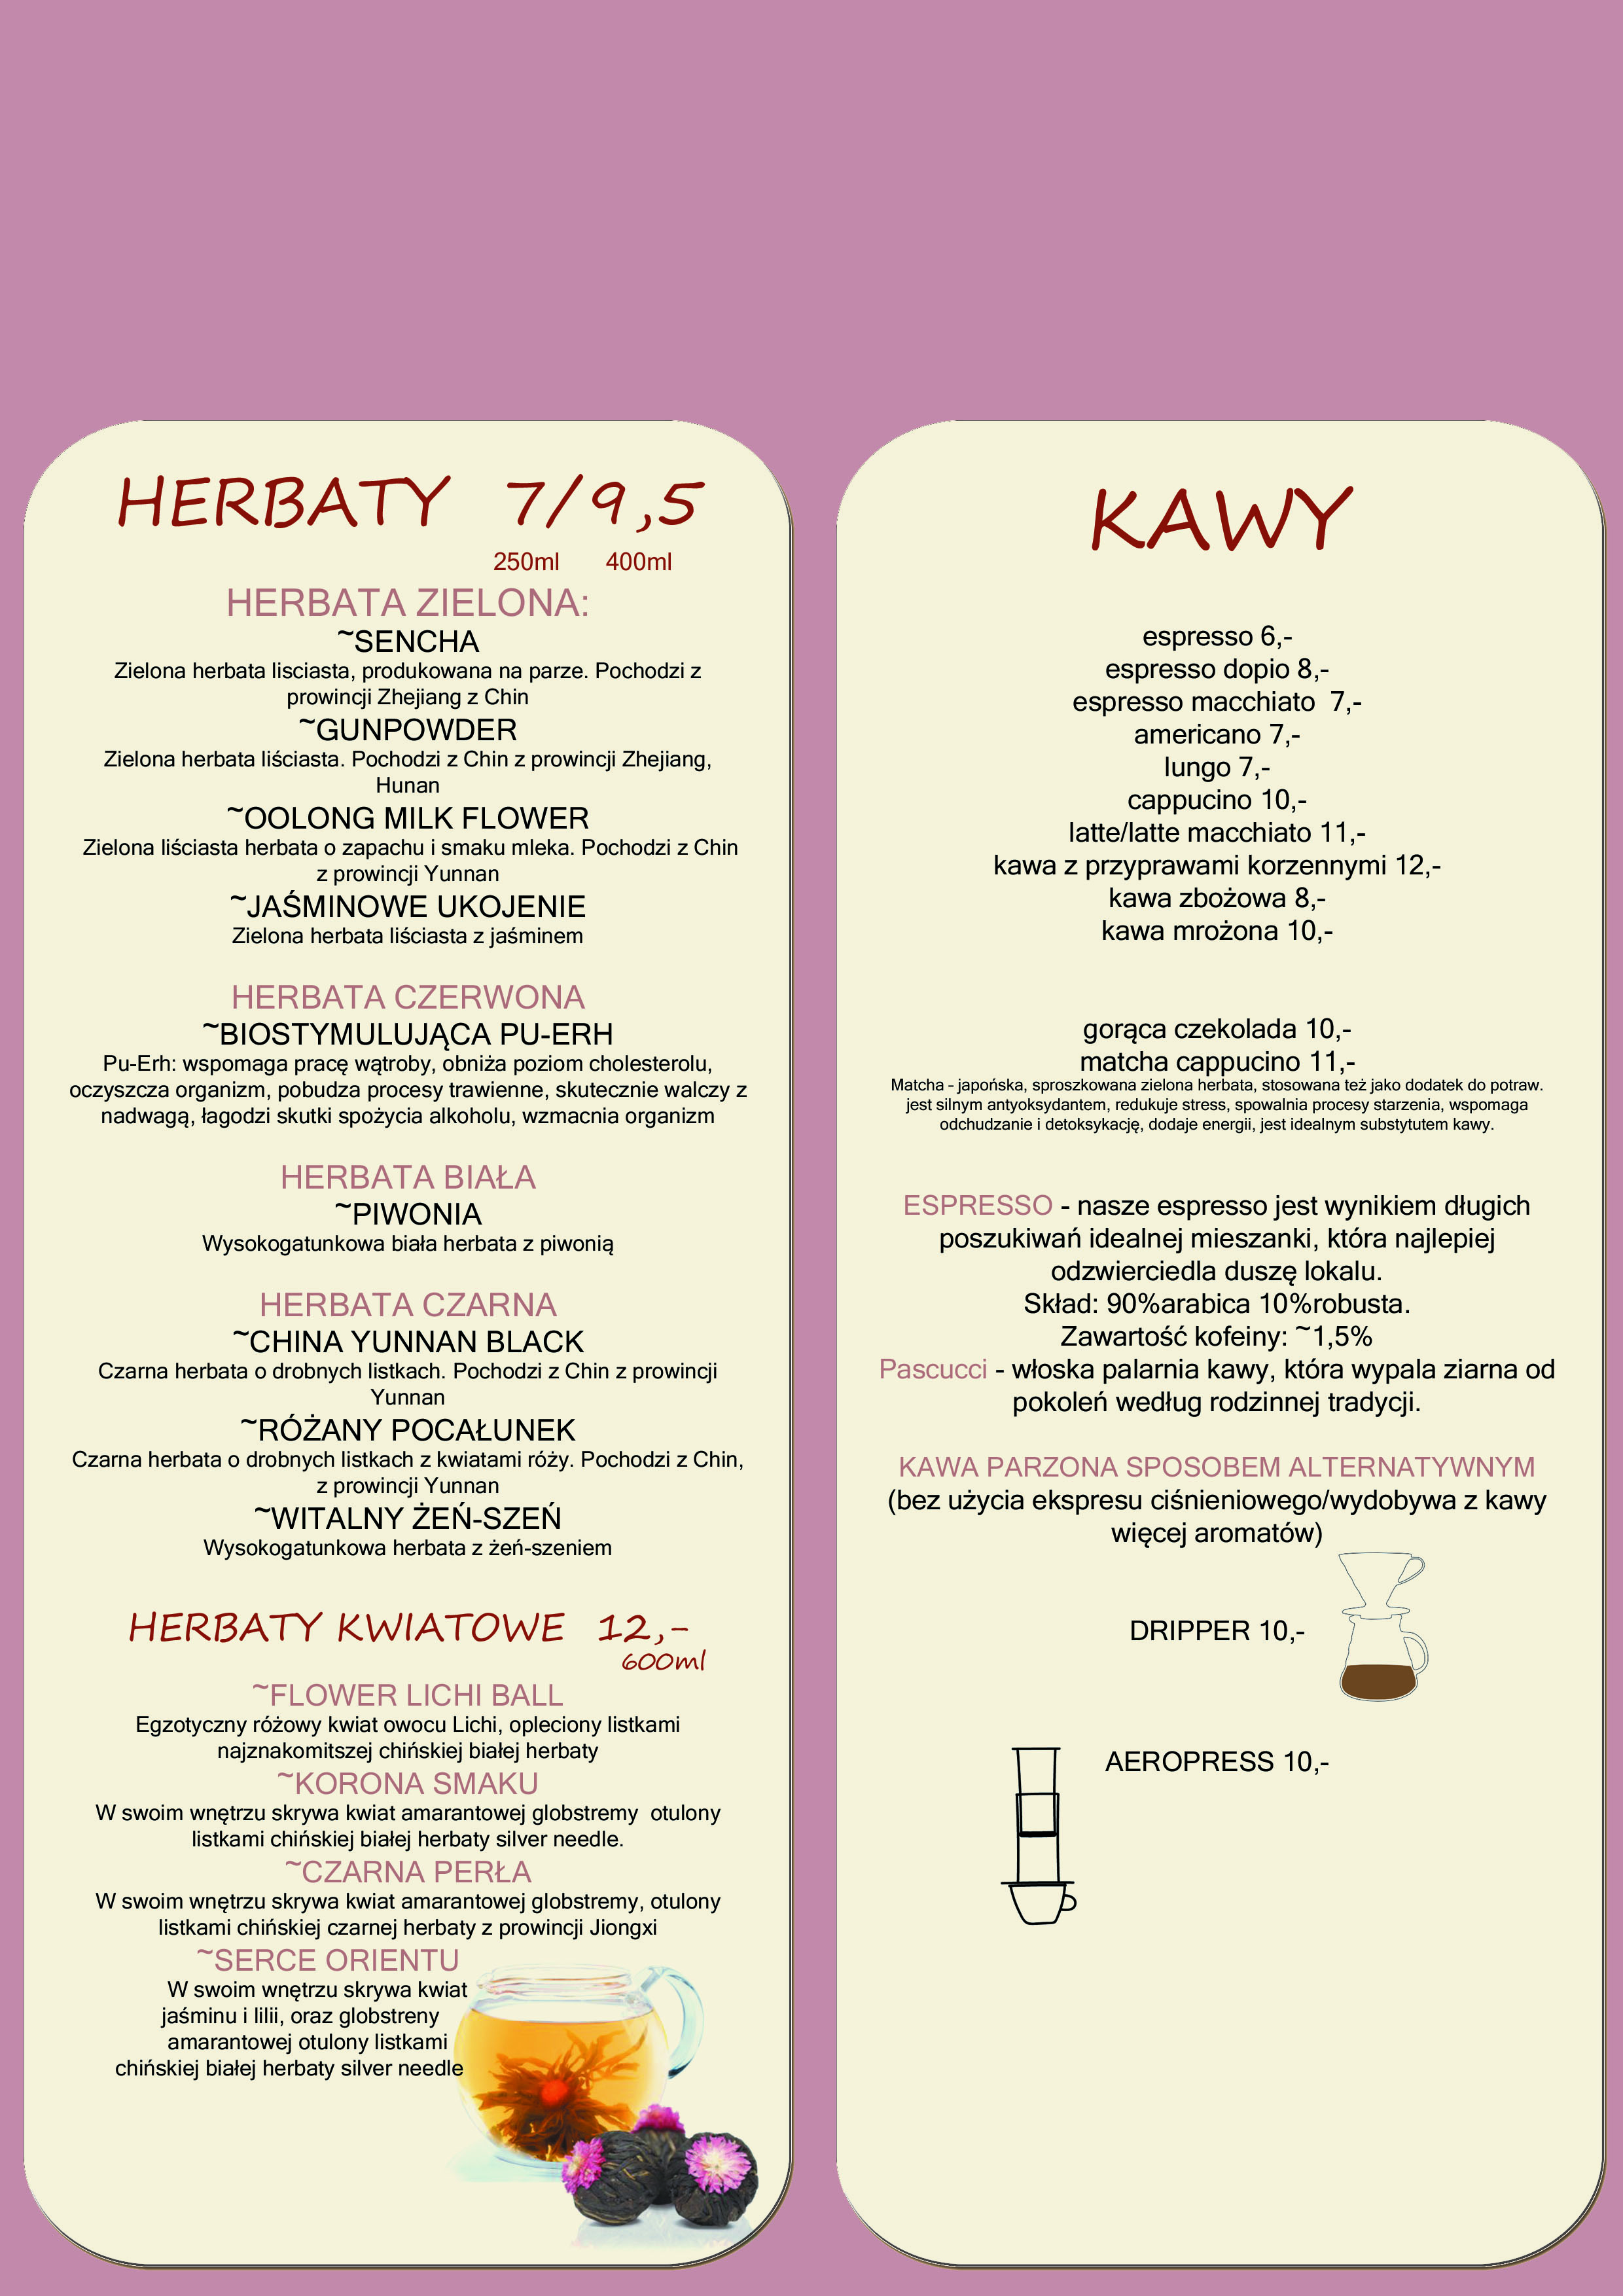 HERBATY 7/9,5
250ml 400ml
HERBATA ZIELONA:
~SENCHA
Zielona herbata lisciasta, produkowana na parze. Pochodzi z
prowincji Zhejiang z Chin
~GUNPOWDER
Zielona herbata liściasta. Pochodzi z Chin z prowincji Zhejiang,
Hunan
~OOLONG MILK FLOWER
Zielona liściasta herbata o zapachu i smaku mleka. Pochodzi z Chin
z prowincji Yunnan
~JAŚMINOWE UKOJENIE
Zielona herbata liściasta z jaśminem
HERBATA CZERWONA
~BIOSTYMULUJĄCA PU-ERH
Pu-Erh: wspomaga pracę wątroby, obniża poziom cholesterolu,
oczyszcza organizm, pobudza procesy trawienne, skutecznie walczy z
nadwagą, łagodzi skutki spożycia alkoholu, wzmacnia organizm
HERBATA BIAŁA
~PIWONIA
Wysokogatunkowa biała herbata z piwonią
HERBATA CZARNA
~CHINA YUNNAN BLACK
Czarna herbata o drobnych listkach. Pochodzi z Chin z prowincji
Yunnan
~RÓŻANY POCAŁUNEK
Czarna herbata o drobnych listkach z kwiatami róży. Pochodzi z Chin,
z prowincji Yunnan
~WITALNY ŻEŃ-SZEŃ
Wysokogatunkowa herbata z żeń-szeniem
HERBATY KWIATOWE 12,-
600ml
~FLOWER LICHI BALL
Egzotyczny różowy kwiat owocu Lichi, opleciony listkami
najznakomitszej chińskiej białej herbaty
~KORONA SMAKU
W swoim wnętrzu skrywa kwiat amarantowej globstremy otulony
listkami chińskiej białej herbaty silver needle.
~CZARNA PERŁA
W swoim wnętrzu skrywa kwiat amarantowej globstremy, otulony
listkami chińskiej czarnej herbaty z prowincji Jiongxi
~SERCE ORIENTU
W swoim wnętrzu skrywa kwiat
jaśminu i lilii, oraz globstreny
amarantowej otulony listkami
chińskiej białej herbaty silver needle
KAWY
espresso 6,-
espresso dopio 8,-
espresso macchiato 7,-
americano 7,-
lungo 7,-
cappucino 10,-
latte/latte macchiato 11,-
kawa z przyprawami korzennymi 12,-
kawa zbożowa 8,-
kawa mrożona 10,-
gorąca czekolada 10,-
matcha cappucino 11,-
Matcha - japońska, sproszkowana zielona herbata, stosowana też jako dodatek do potraw.
jest silnym antyoksydantem, redukuje stress, spowalnia procesy starzenia, wspomaga
odchudzanie i detoksykację, dodaje energii, jest idealnym substytutem kawy.
ESPRESSO - nasze espresso jest wynikiem długich
poszukiwań idealnej mieszanki, która najlepiej
odzwierciedla duszę lokalu.
Skład: 90%arabica 10%robusta.
Zawartość kofeiny: ~1,5%
Pascucci - włoska palarnia kawy, która wypala ziarna od
pokoleń według rodzinnej tradycji.
KAWA PARZONA SPOSOBEM ALTERNATYWNYM
(bez użycia ekspresu ciśnieniowego/wydobywa z kawy
więcej aromatów)
DRIPPER 10,-
AEROPRESS 10,-